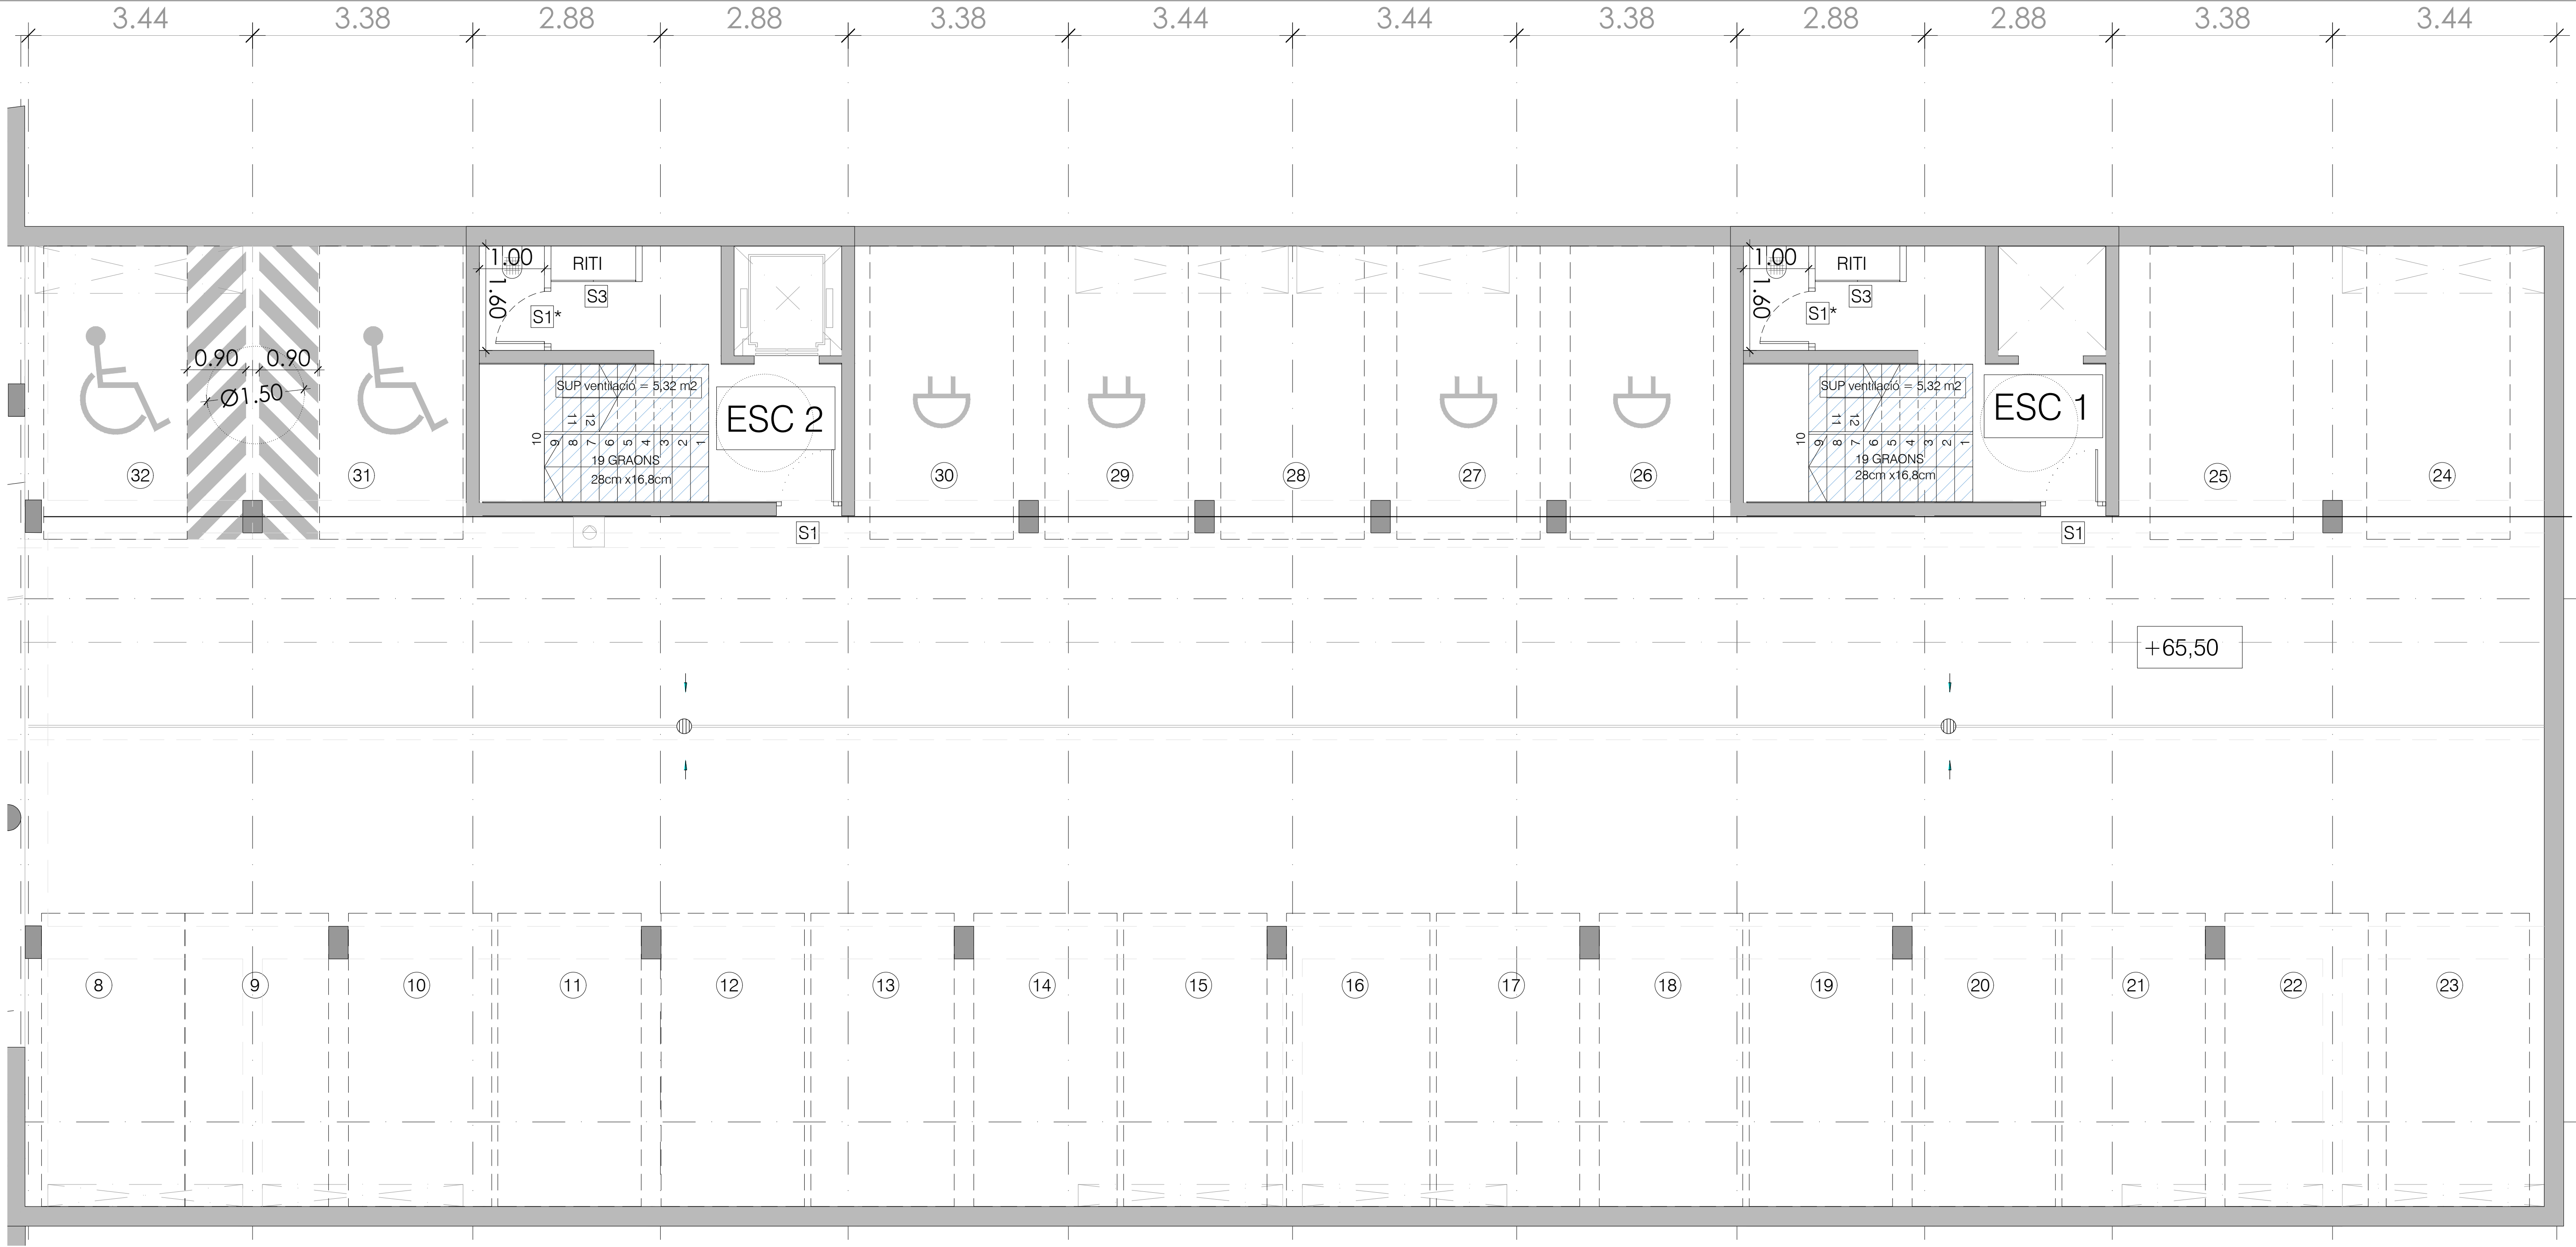 3.44 3.38 2.88 2.88 3.38 3.44 3.44 3.38 2.88 2.88 3.38 3.44
1.00 RITI
1.60
S3
S1*
1.00 RITI
1.60
S3
S1*
0.90 0.90
Ø1.50
SUP ventilació = 5,32 m2
ESC 2
11 12
10 9 8 7 6 5 4 3 2 1
19 GRAONS
28cm x16,8cm
SUP ventilació = 5,32 m2
ESC 1
11 12
10 9 8 7 6 5 4 3 2 1
19 GRAONS
28cm x16,8cm
32 31 30 29 28 27 26 25 24
S1 S1
+65,50
8 9 10 11 12 13 14 15 16 17 18 19 20 21 22 23